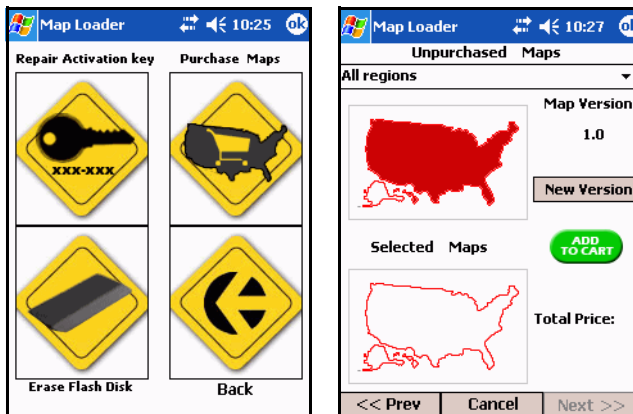 Map Loader 10:25 ok
Repair Activation key Purchase Maps
xxx-xxx
Erase Flash Disk Back
Map Loader 10:27 ok
Unpurchased Maps
All regions
Map Version
1.0
New Version
Selected Maps
ADD
TO CART
Total Price:
<< Prev Cancel Next >>